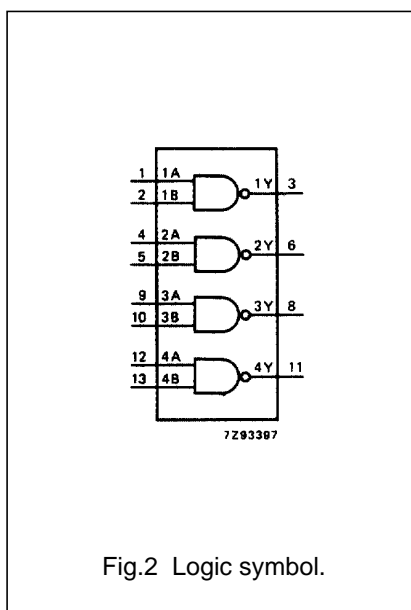 1 1A
2 1B
1Y 3
4 2A
5 2B
2Y 6
9 3A
10 3B
3Y 8
12 4A
13 4B
4Y 11
7Z93397
Fig.2 Logic symbol.